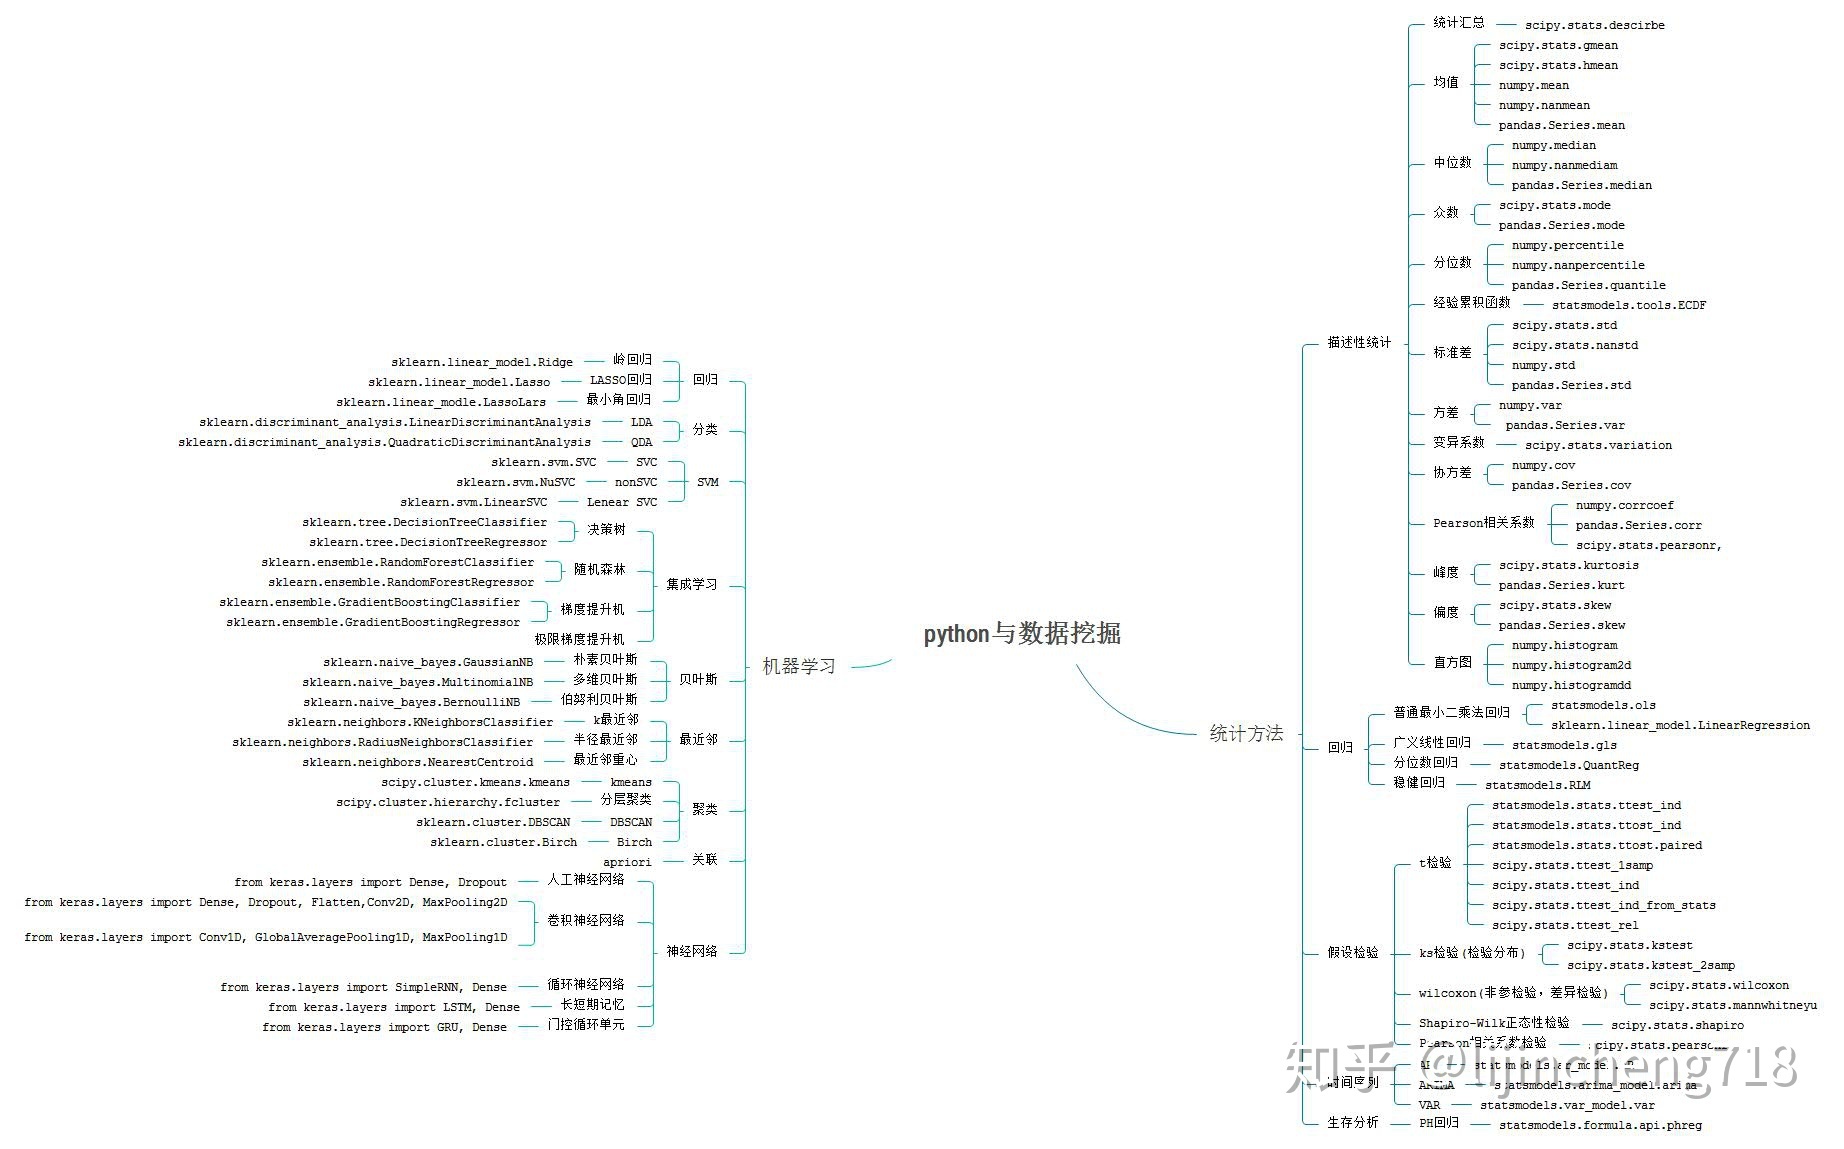 python与数据挖掘
机器学习
回归
岭回归
sklearn.linear_model.Ridge
LASSO回归
sklearn.linear_model.Lasso
最小角回归
sklearn.linear_modle.LassoLars
分类
LDA
sklearn.discriminant_analysis.LinearDiscriminantAnalysis
QDA
sklearn.discriminant_analysis.QuadraticDiscriminantAnalysis
SVM
SVC
sklearn.svm.SVC
nonSVC
sklearn.svm.NuSVC
Lenear SVC
sklearn.svm.LinearSVC
集成学习
决策树
sklearn.tree.DecisionTreeClassifier
sklearn.tree.DecisionTreeRegressor
随机森林
sklearn.ensemble.RandomForestClassifier
sklearn.ensemble.RandomForestRegressor
梯度提升机
sklearn.ensemble.GradientBoostingClassifier
sklearn.ensemble.GradientBoostingRegressor
极限梯度提升机
贝叶斯
朴素贝叶斯
sklearn.naive_bayes.GaussianNB
多维贝叶斯
sklearn.naive_bayes.MultinomialNB
伯努利贝叶斯
sklearn.naive_bayes.BernoulliNB
最近邻
k最近邻
sklearn.neighbors.KNeighborsClassifier
半径最近邻
sklearn.neighbors.RadiusNeighborsClassifier
最近邻重心
sklearn.neighbors.NearestCentroid
聚类
kmeans
scipy.cluster.kmeans.kmeans
分层聚类
scipy.cluster.hierarchy.fcluster
DBSCAN
sklearn.cluster.DBSCAN
Birch
sklearn.cluster.Birch
关联
apriori
神经网络
人工神经网络
from keras.layers import Dense, Dropout
卷积神经网络
from keras.layers import Dense, Dropout, Flatten,Conv2D, MaxPooling2D
from keras.layers import Conv1D, GlobalAveragePooling1D, MaxPooling1D
循环神经网络
from keras.layers import SimpleRNN, Dense
长短期记忆
from keras.layers import LSTM, Dense
门控循环单元
from keras.layers import GRU, Dense
统计方法
描述性统计
统计汇总
scipy.stats.descirbe
均值
scipy.stats.gmean
scipy.stats.hmean
numpy.mean
numpy.nanmean
pandas.Series.mean
中位数
numpy.median
numpy.nanmediam
pandas.Series.median
众数
scipy.stats.mode
pandas.Series.mode
分位数
numpy.percentile
numpy.nanpercentile
pandas.Series.quantile
经验累积函数
statsmodels.tools.ECDF
标准差
scipy.stats.std
scipy.stats.nanstd
numpy.std
pandas.Series.std
方差
numpy.var
pandas.Series.var
变异系数
scipy.stats.variation
协方差
numpy.cov
pandas.Series.cov
Pearson相关系数
numpy.corrcoef
pandas.Series.corr
scipy.stats.pearsonr,
峰度
scipy.stats.kurtosis
pandas.Series.kurt
偏度
scipy.stats.skew
pandas.Series.skew
直方图
numpy.histogram
numpy.histogram2d
numpy.histogramdd
回归
普通最小二乘法回归
statsmodels.ols
sklearn.linear_model.LinearRegression
广义线性回归
statsmodels.gls
分位数回归
statsmodels.QuantReg
稳健回归
statsmodels.RLM
假设检验
t检验
statsmodels.stats.ttest_ind
statsmodels.stats.ttost_ind
statsmodels.stats.ttost.paired
scipy.stats.ttest_1samp
scipy.stats.ttest_ind
scipy.stats.ttest_ind_from_stats
scipy.stats.ttest_rel
ks检验(检验分布)
scipy.stats.kstest
scipy.stats.kstest_2samp
wilcoxon(非参检验，差异检验)
scipy.stats.wilcoxon
scipy.stats.mannwhitneyu
Shapiro-Wilk正态性检验
scipy.stats.shapiro
Pearson相关系数检验
时间序列
ARIMA
statsmodels.arima_model.arima
VAR
statsmodels.var_model.var
生存分析
PH回归
statsmodels.formula.api.phreg
知乎 @lijincheng718